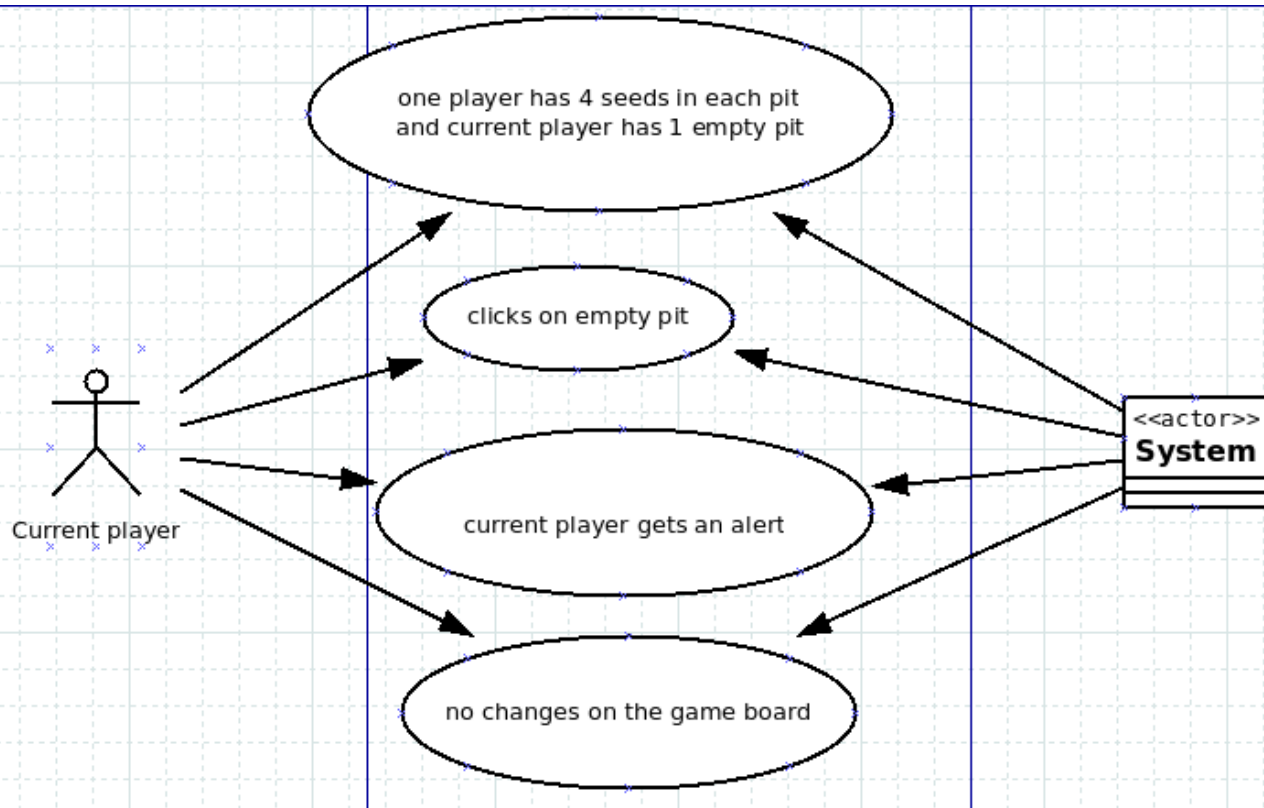 one player has 4 seeds in each pit
and current player has 1 empty pit
clicks on empty pit
<<actor>>
System
current player gets an alert
Current player
no changes on the game board